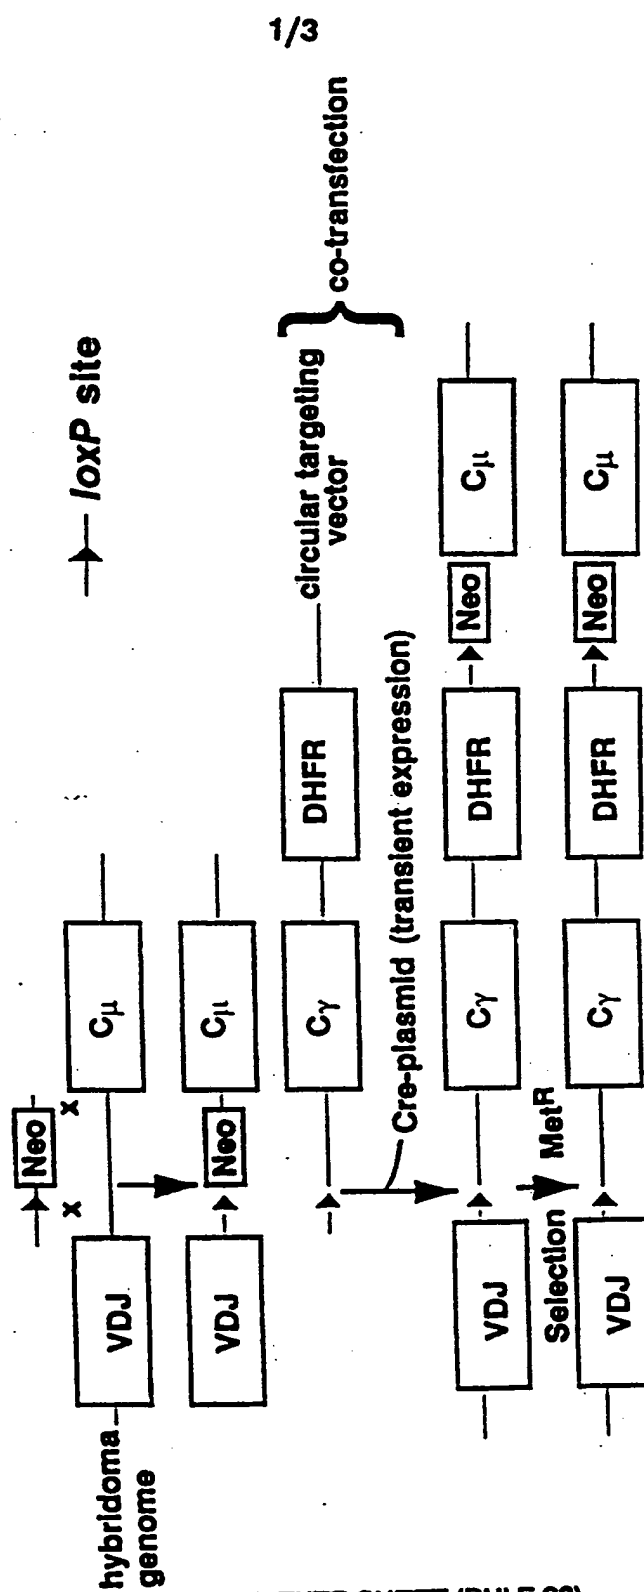 1/3
loxP site
Neo
x x
hybridoma
genome
VDJ
Cμ
VDJ
Neo
Cμ
Cγ
DHFR
circular targeting
vector
co-transfection
Cre-plasmid (transient expression)
VDJ
Cγ
DHFR
Neo
Cμ
Selection
MetR
VDJ
Cγ
DHFR
Neo
Cμ